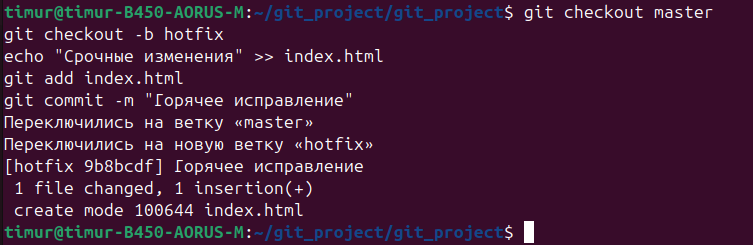 timur@timur-B450-AORUS-M:~/git_project/git_project$ git checkout master
git checkout -b hotfix
echo "Срочные изменения" >> index.html
git add index.html
git commit -m "Горячее исправление"
Переключились на ветку «master»
Переключились на новую ветку «hotfix»
[hotfix 9b8bcdf] Горячее исправление
 1 file changed, 1 insertion(+)
 create mode 100644 index.html
timur@timur-B450-AORUS-M:~/git_project/git_project$